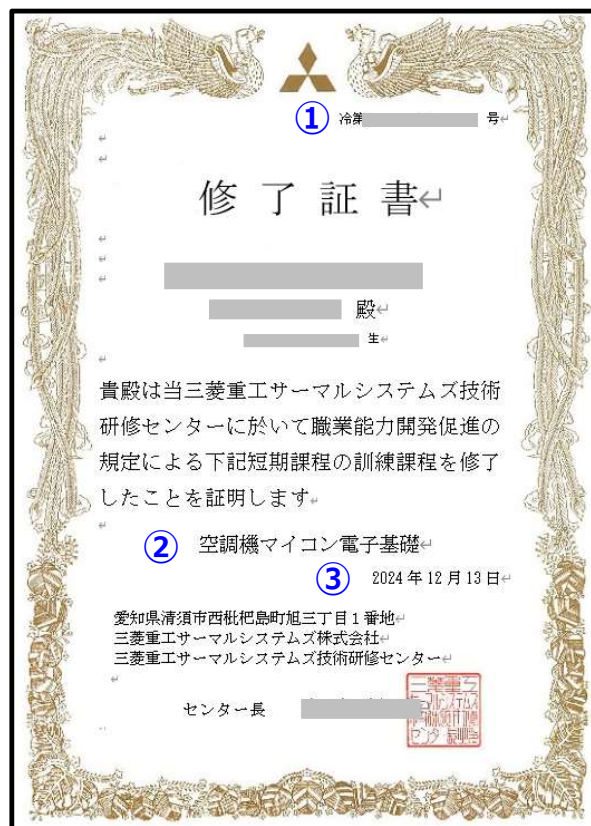 ① 冷第 号
修了証書
殿
生
貴殿は当三菱重工サーマルシステムズ技術
研修センターに於いて職業能力開発促進の
規定による下記短期課程の訓練課程を修了
したことを証明します
② 空調機マイコン電子基礎
③ 2024年12月13日
愛知県清須市西枇杷島町旭三丁目1番地
三菱重工サーマルシステムズ株式会社
三菱重工サーマルシステムズ技術研修センター
センター長